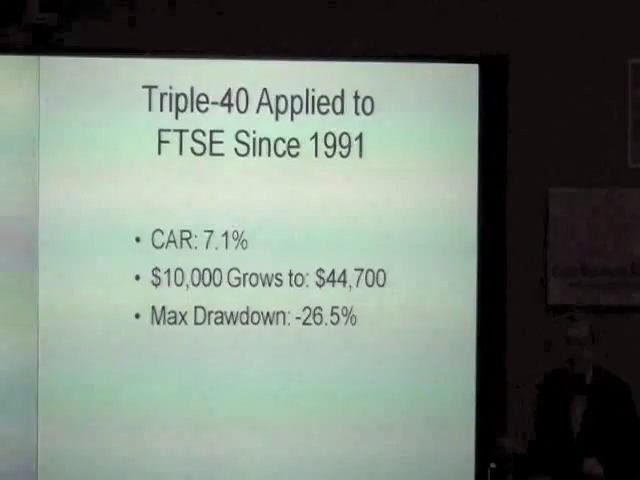 Triple-40 Applied to
FTSE Since 1991
• CAR: 7.1%
• $10,000 Grows to: $44,700
• Max Drawdown: -26.5%